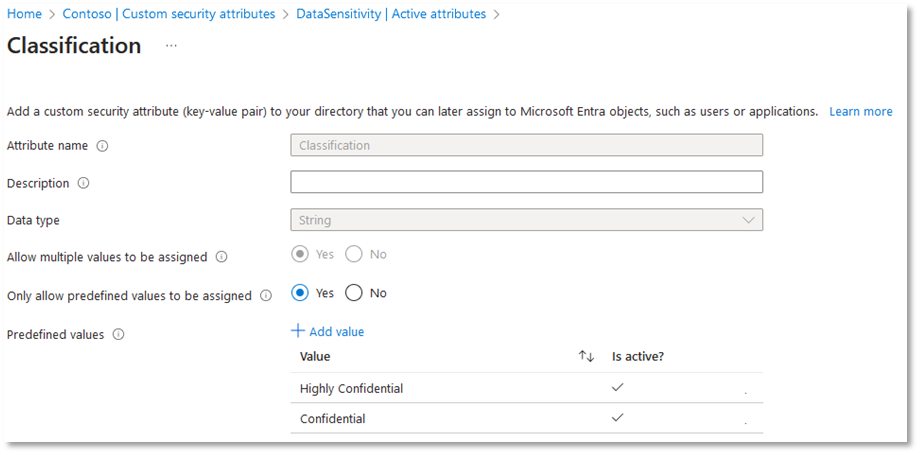 Home > Contoso | Custom security attributes > DataSensitivity | Active attributes >
Classification ...
Add a custom security attribute (key-value pair) to your directory that you can later assign to Microsoft Entra objects, such as users or applications. Learn more
Attribute name Classification
Description
Data type String
Allow multiple values to be assigned Yes No
Only allow predefined values to be assigned Yes No
Predefined values + Add value
Value Is active?
Highly Confidential
Confidential